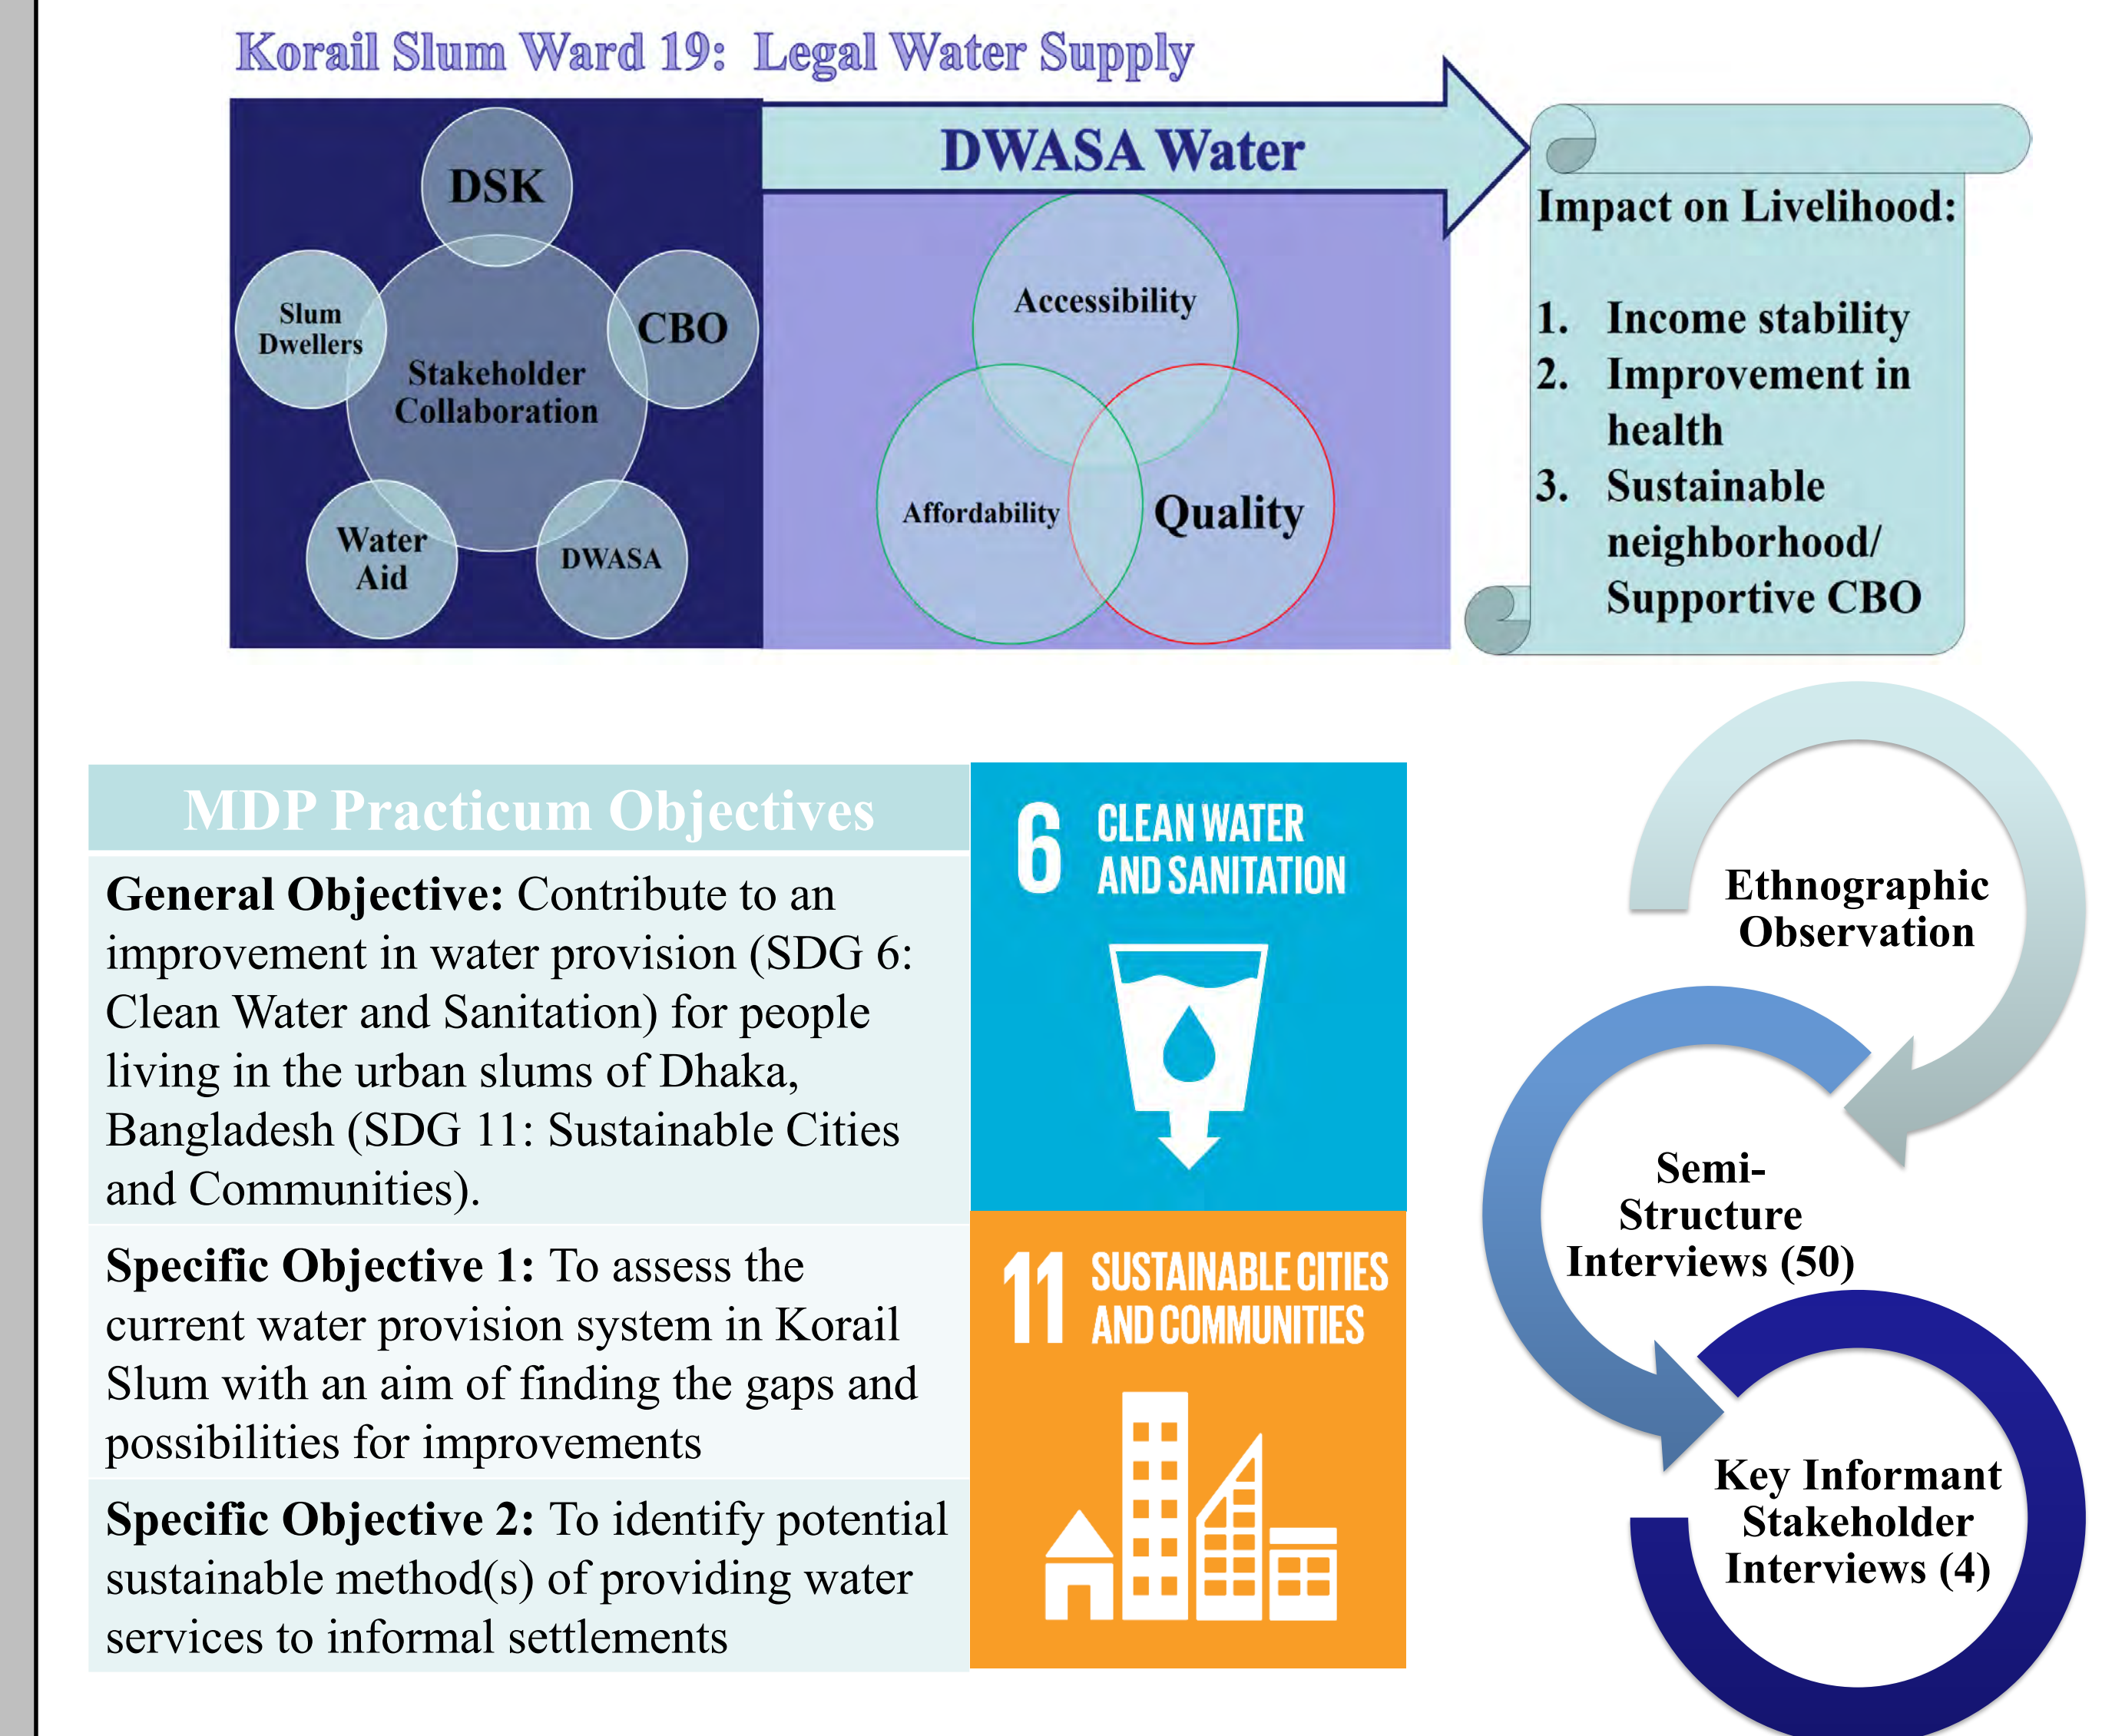 Korail Slum Ward 19: Legal Water Supply
DSK
Slum
Dwellers
CBO
Stakeholder
Collaboration
Water
Aid
DWASA
DWASA Water
Accessibility
Affordability
Quality
Impact on Livelihood:
1. Income stability
2. Improvement in
health
3. Sustainable
neighborhood/
Supportive CBO
MDP Practicum Objectives
General Objective: Contribute to an
improvement in water provision (SDG 6:
Clean Water and Sanitation) for people
living in the urban slums of Dhaka,
Bangladesh (SDG 11: Sustainable Cities
and Communities).
Specific Objective 1: To assess the
current water provision system in Korail
Slum with an aim of finding the gaps and
possibilities for improvements
Specific Objective 2: To identify potential
sustainable method(s) of providing water
services to informal settlements
6 CLEAN WATER
AND SANITATION
11 SUSTAINABLE CITIES
AND COMMUNITIES
Ethnographic
Observation
Semi-
Structure
Interviews (50)
Key Informant
Stakeholder
Interviews (4)